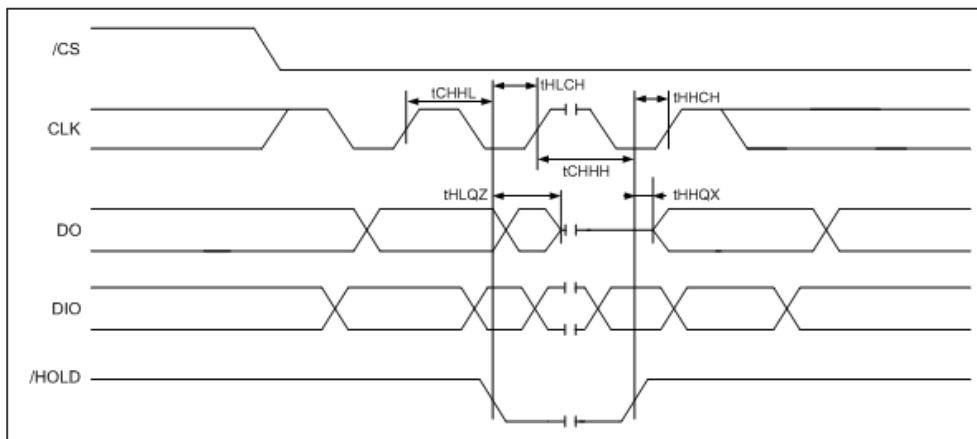 /CS
tCHHL
tHLCH
tHHCH
CLK
tCHHH
tHLQZ
tHHQX
DO
DIO
/HOLD